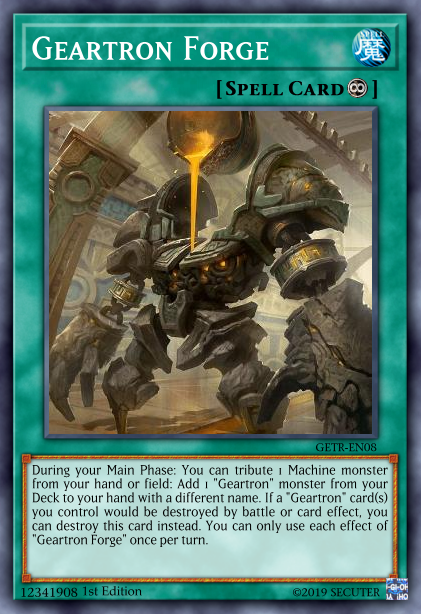 Geartron Forge
魔
[Spell Card♾]
GETR-EN08
During your Main Phase: You can tribute 1 Machine monster
from your hand or field: Add 1 "Geartron" monster from your
Deck to your hand with a different name. If a "Geartron" card(s)
you control would be destroyed by battle or card effect, you
can destroy this card instead. You can only use each effect of
"Geartron Forge" once per turn.
12341908 1st Edition
©2019 SECUTER